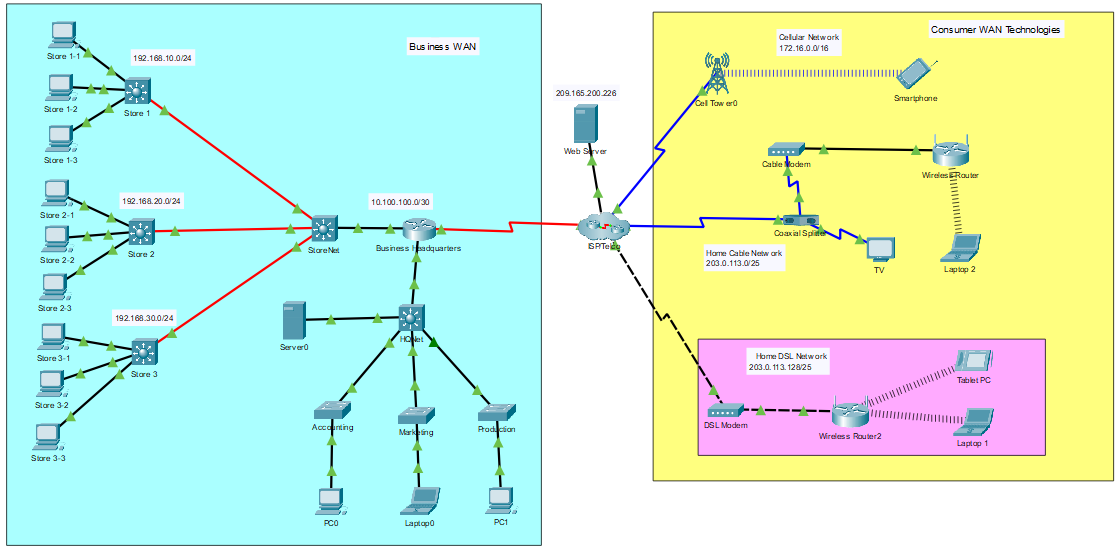 Business WAN
Store 1-1
192.168.10.0/24
Store 1-2
Store 1
Store 1-3
Store 2-1
192.168.20.0/24
Store 2-2
Store 2
Store 2-3
192.168.30.0/24
Store 3-1
Store 3
Store 3-2
Store 3-3
StoreNet
10.100.100.0/30
Business Headquarters
Server0
HQNet
Accounting
Marketing
Production
PC0
Laptop0
PC1
209.165.200.226
Web Server
Consumer WAN Technologies
Cellular Network
172.16.0.0/16
Cell Tower0
Smartphone
Cable Modem
Wireless Router
Coaxial Splitter
Home Cable Network
203.0.113.0/25
TV
Laptop 2
Home DSL Network
203.0.113.128/25
Tablet PC
DSL Modem
Wireless Router2
Laptop 1